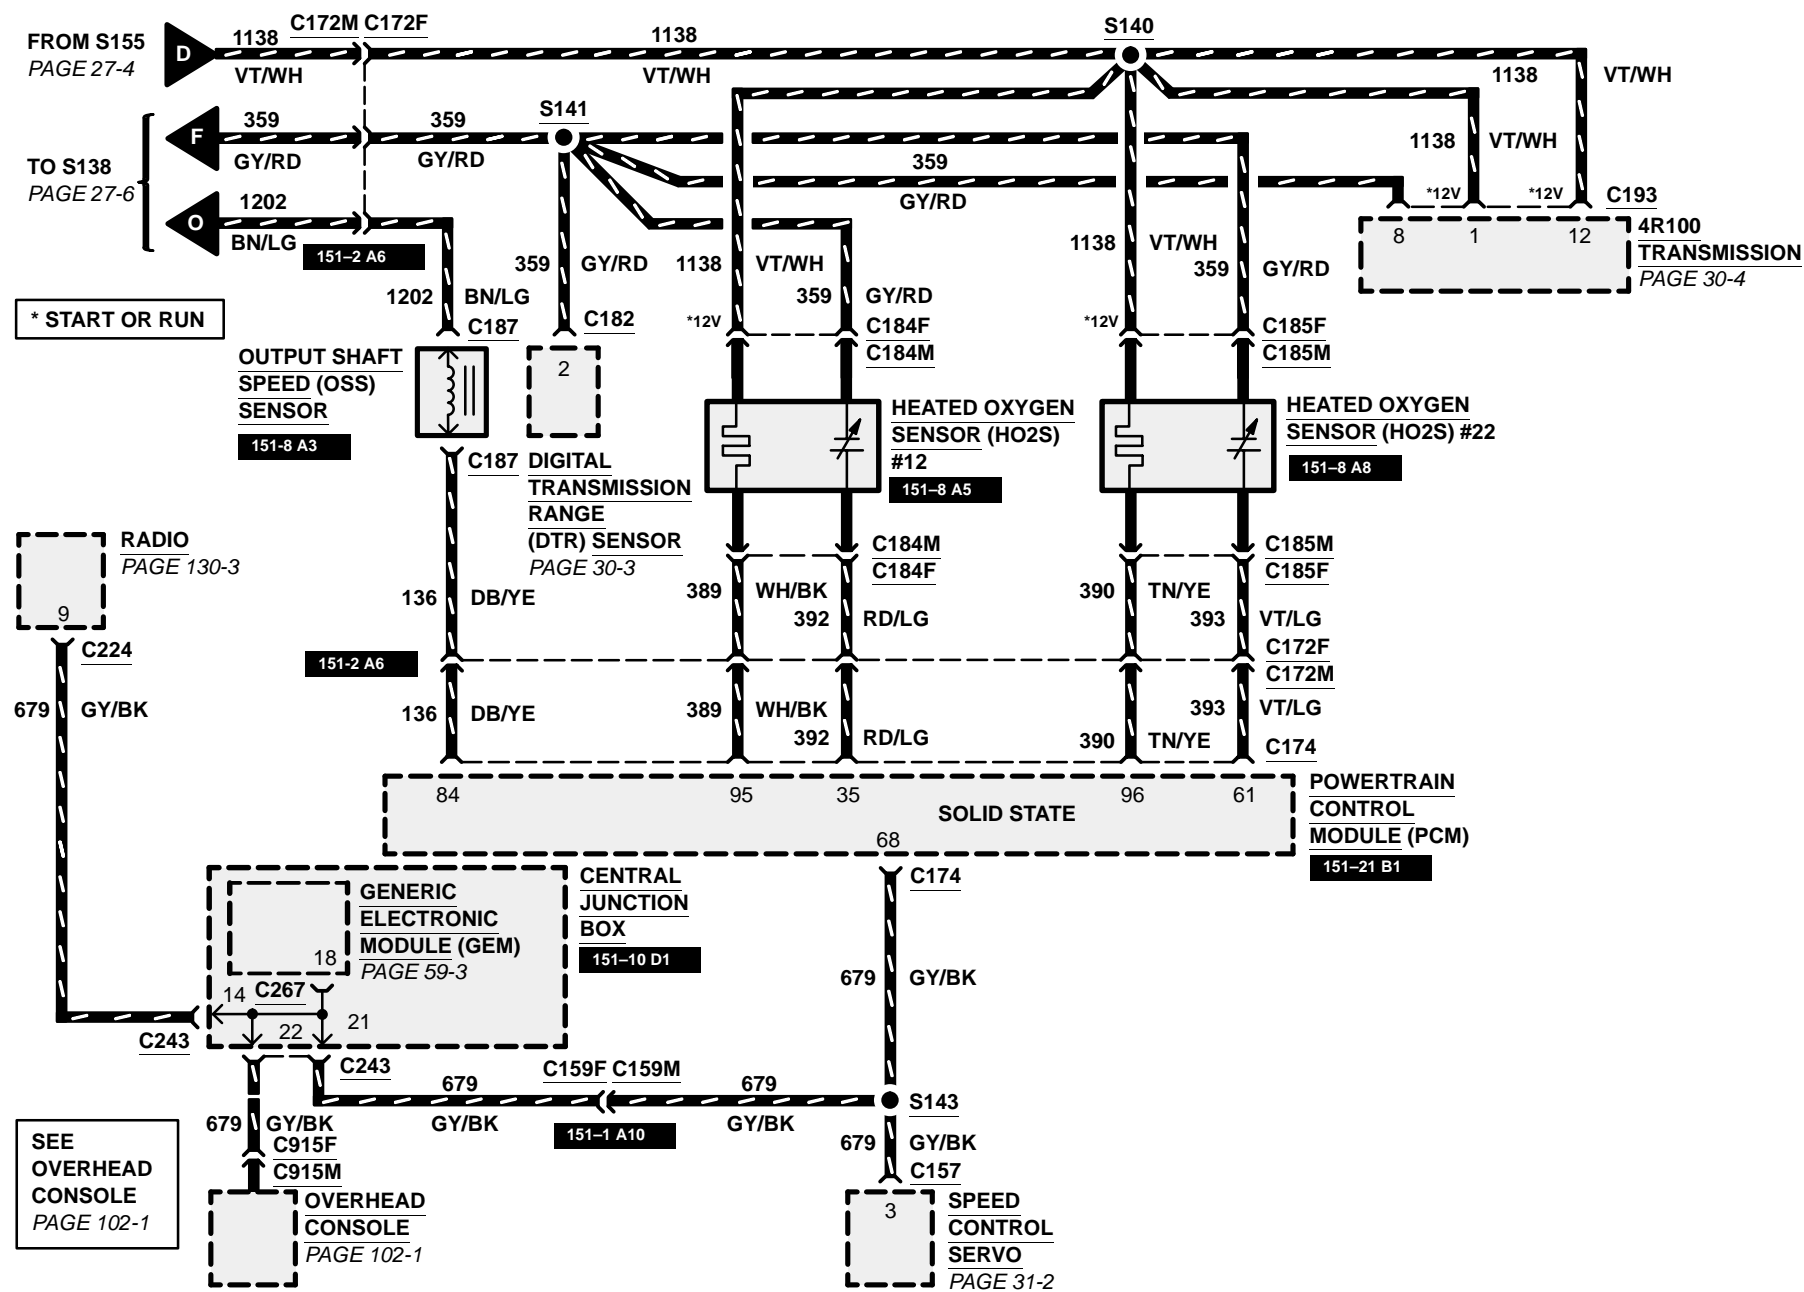 FROM S155
PAGE 27-4
D
1138
VT/WH
C172M C172F
1138
VT/WH
S140
1138
VT/WH
TO S138
PAGE 27-6
F
359
GY/RD
359
GY/RD
S141
359
GY/RD
1138
VT/WH
O
1202
BN/LG
151–2 A6
*12V
*12V
C193
8
1
12
4R100
TRANSMISSION
PAGE 30-4
* START OR RUN
1202
BN/LG
C187
359
GY/RD
C182
1138
VT/WH
*12V
359
GY/RD
C184F
C184M
1138
VT/WH
*12V
359
GY/RD
C185F
C185M
OUTPUT SHAFT
SPEED (OSS)
SENSOR
151-8 A3
C187
2
DIGITAL
TRANSMISSION
RANGE
(DTR) SENSOR
PAGE 30-3
HEATED OXYGEN
SENSOR (HO2S)
#12
151–8 A5
HEATED OXYGEN
SENSOR (HO2S) #22
151–8 A8
RADIO
PAGE 130-3
9
C224
679
GY/BK
136
DB/YE
389
WH/BK
392
RD/LG
C184M
C184F
390
TN/YE
393
VT/LG
C185M
C185F
151-2 A6
C172F
C172M
136
DB/YE
389
WH/BK
392
RD/LG
390
TN/YE
393
VT/LG
C174
84
95
35
96
61
SOLID STATE
68
POWERTRAIN
CONTROL
MODULE (PCM)
151–21 B1
GENERIC
ELECTRONIC
MODULE (GEM)
PAGE 59-3
18
C267
14
22
21
CENTRAL
JUNCTION
BOX
151–10 D1
C174
679
GY/BK
C243
C243
679
GY/BK
C159F C159M
679
GY/BK
151–1 A10
S143
679
GY/BK
C915F
C915M
679
GY/BK
C157
SEE
OVERHEAD
CONSOLE
PAGE 102-1
OVERHEAD
CONSOLE
PAGE 102-1
3
SPEED
CONTROL
SERVO
PAGE 31-2